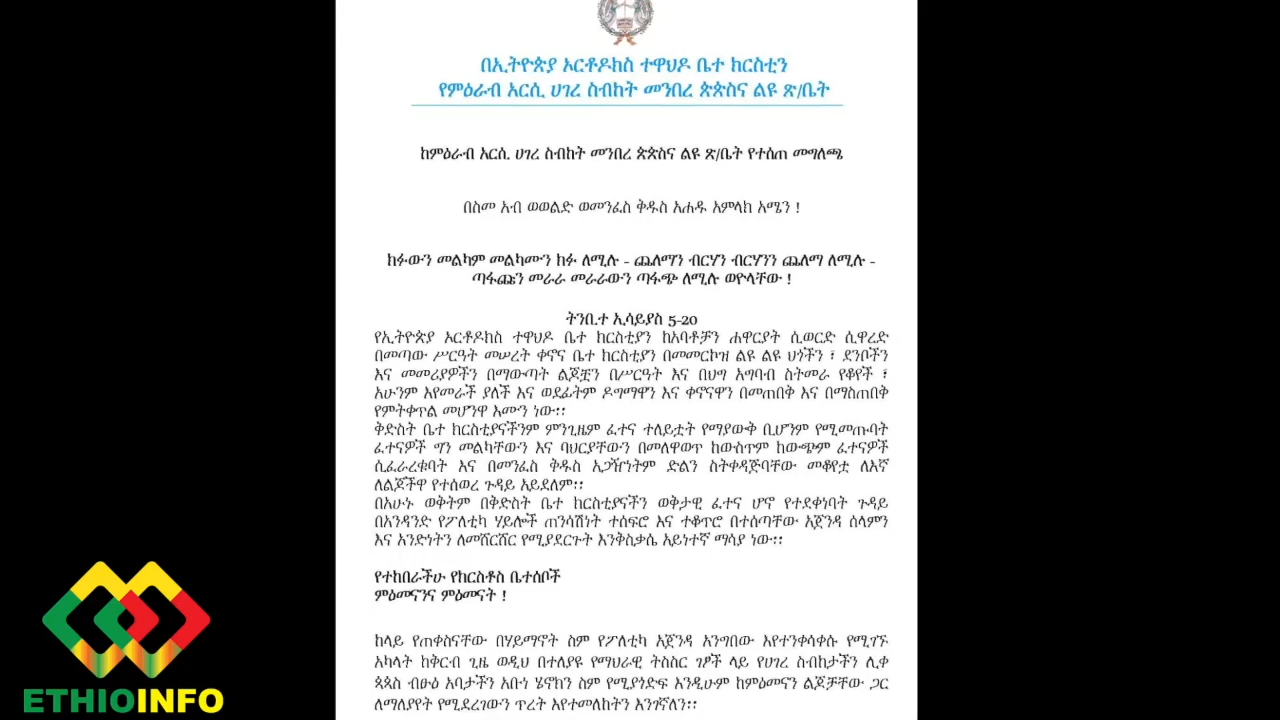 በኢትዮጵያ ኦርቶዶክስ ተዋህዶ ቤተ ክርስቲን
የምዕራብ አርሲ ሀገረ ስብከት መንበረ ጵጵስና ልዩ ጽ/ቤት
ከምዕራብ አርሲ ሀገረ ስብከት መንበረ ጵጵስና ልዩ ጽ/ቤት የተሰጠ መግለጫ
በስመ አብ ወወልድ ወመንፈስ ቅዱስ አሐዱ አምላክ አሜን !
ክፉውን መልካም መልካሙን ክፉ ለሚሉ - ጨለማን ብርሃን ብርሃንን ጨለማ ለሚሉ -
ጣፋጩን መራራ መራራውን ጣፋጭ ለሚሉ ወዮላቸው !
ትንቢተ ኢሳይያስ 5-20
የኢትዮጵያ ኦርቶዶክስ ተዋህዶ ቤተ ክርስቲያን ከአባቶቻን ሐዋርያት ሲወርድ ሲዋረድ
በመጣው ሥርዓት መሠረት ቀኖና ቤተ ክርስቲያን በመመርኮዝ ልዩ ልዩ ህጎችን ፣ ደንቦችን
እና መመሪያዎችን በማውጣት ልጆቿን በሥርዓት እና በህግ አግባብ ስትመራ የቆየች ፣
አሁንም እየመራች ያለች እና ወደፊትም ዶግማዋን እና ቀኖናዋን በመጠበቅ እና በማስጠበቅ
የምትቀጥል መሆንዋ እሙን ነው፡፡
ቅድስት ቤተ ክርስቲያናችንም ምንጊዜም ፈተና ተለይቷት የማያውቅ ቢሆንም የሚመጡባት
ፈተናዎች ግን መልካቸውን እና ባህርያቸውን በመለዋወጥ ከውስጥም ከውጭም ፈተናዎች
ሲፈራረቁባት እና በመንፈስ ቅዱስ አጋዥነትም ድልን ስትቀዳጅባቸው መቆየቷ ለእኛ
ለልጆችዋ የተሰወረ ጉዳይ አይደለም፡፡
በአሁኑ ወቅትም በቅድስት ቤተ ክርስቲያናችን ወቅታዊ ፈተና ሆኖ የተደቀነባት ጉዳይ
በአንዳንድ የፖለቲካ ሃይሎች ጠንሳሽነት ተሰፍሮ እና ተቆጥሮ በተሰጣቸው አጀንዳ ሰላምን
እና አንድነትን ለመሸርሸር የሚያደርጉት እንቅስቃሴ አይነተኛ ማሳያ ነው፡፡
የተከበራችሁ የክርስቶስ ቤተሰቦች
ምዕመናንና ምዕመናት !
ከላይ የጠቀስናቸው በሃይማኖት ስም የፖለቲካ አጀንዳ አንግበው እየተንቀሳቀሱ የሚገኙ
አካላት ከቅርብ ጊዜ ወዲህ በተለያዩ የማህራዊ ትስስር ገፆች ላይ የሀገረ ስብከታችን ሊቀ
ጳጳስ ብፁዕ አባታችን አቡነ ሄኖክን ስም የሚያጎድፍ እንዲሁም ከምዕመናን ልጆቻቸው ጋር
ለማለያየት የሚደረገውን ጥረት እየተመለከትን እንገኛለን፡፡
ETHIOINFO